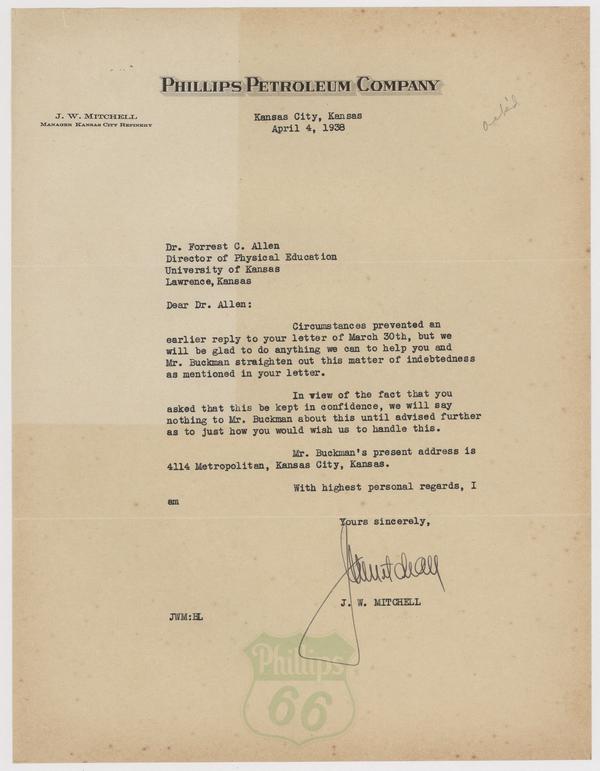 PHILLIPS PETROLEUM COMPANY
J. W. MITCHELL
MANAGER KANSAS CITY REFINERY
Kansas City, Kansas
April 4, 1938
ack'd
Dr. Forrest C. Allen
Director of Physical Education
University of Kansas
Lawrence, Kansas
Dear Dr. Allen:
Circumstances prevented an
earlier reply to your letter of March 30th, but we
will be glad to do anything we can to help you and
Mr. Buckman straighten out this matter of indebtedness
as mentioned in your letter.
In view of the fact that you
asked that this be kept in confidence, we will say
nothing to Mr. Buckman about this until advised further
as to just how you would wish us to handle this.
Mr. Buckman's present address is
4114 Metropolitan, Kansas City, Kansas.
With highest personal regards, I
am
Yours sincerely,
JWMitchell
J. W. MITCHELL
JWM:HL
Phillips
66